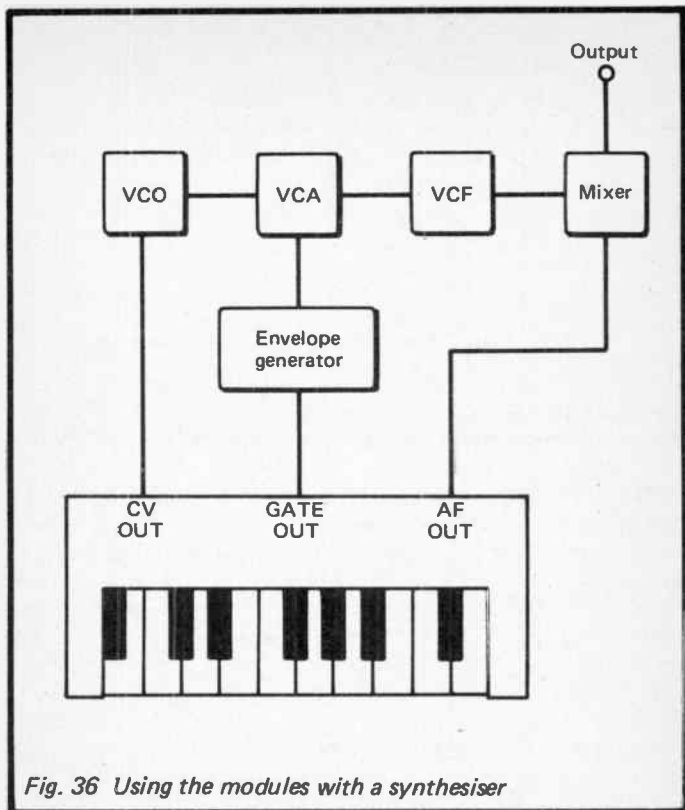 Output
VCO
VCA
VCF
Mixer
Envelope
generator
CV
OUT
GATE
OUT
AF
OUT
Fig. 36 Using the modules with a synthesiser